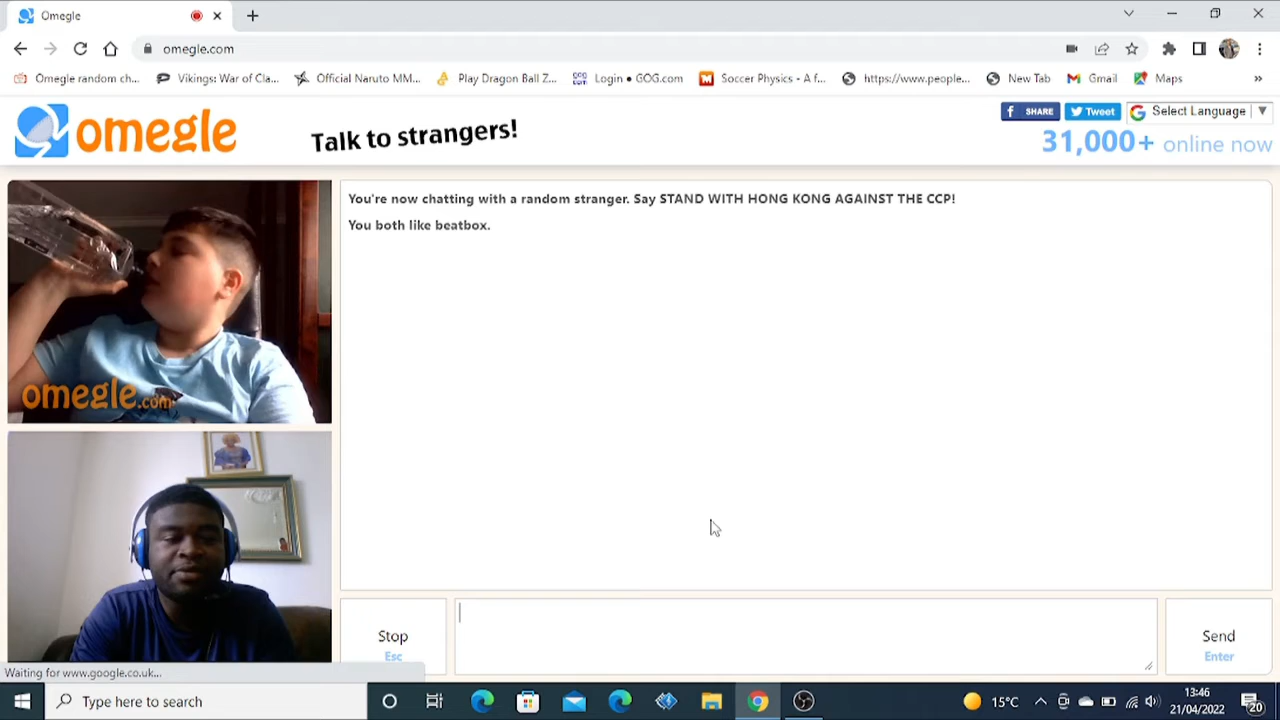 Omegle
omegle.com
Omegle random ch...
Vikings: War of Cla...
Official Naruto MM...
Play Dragon Ball Z...
Login • GOG.com
Soccer Physics - A f...
https://www.people...
New Tab
Gmail
Maps
»
omegle
Talk to strangers!
SHARE
Tweet
Select Language
31,000+ online now
You're now chatting with a random stranger. Say STAND WITH HONG KONG AGAINST THE CCP!
You both like beatbox.
omegle.com
Stop
Esc
Send
Enter
Waiting for www.google.co.uk...
Type here to search
15°C
13:46
21/04/2022
20